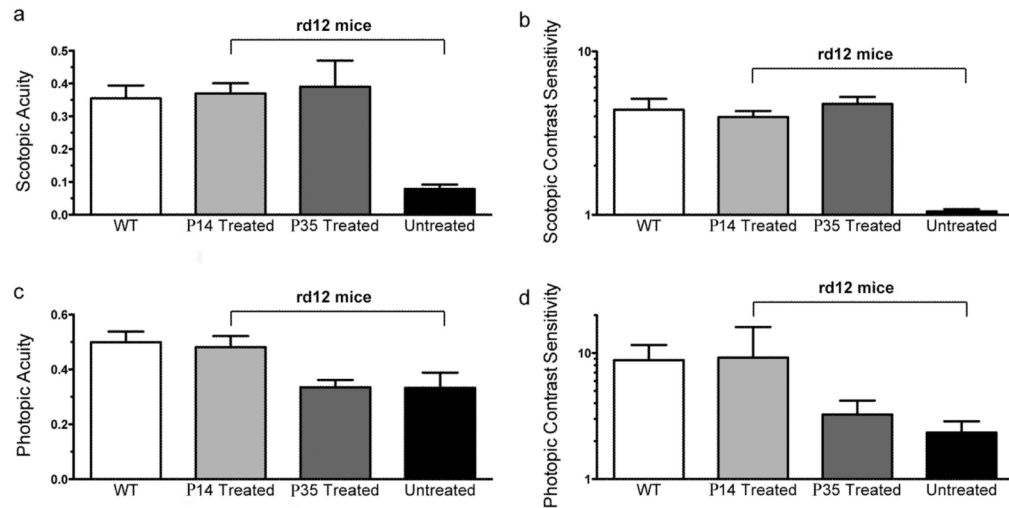 a
rd12 mice
Scotopic Acuity
0.5
0.4
0.3
0.2
0.1
0.0
WT P14 Treated P35 Treated Untreated
b
rd12 mice
Scotopic Contrast Sensitivity
10
1
WT P14 Treated P35 Treated Untreated
c
rd12 mice
Photopic Acuity
0.6
0.4
0.2
0.0
WT P14 Treated P35 Treated Untreated
d
rd12 mice
Photopic Contrast Sensitivity
10
1
WT P14 Treated P35 Treated Untreated